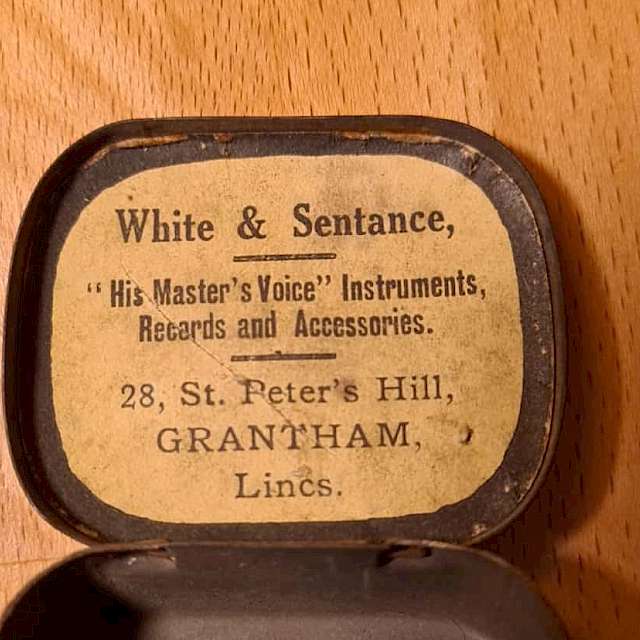 White & Sentance,
"His Master's Voice" Instruments,
Records and Accessories.
28, St. Peter's Hill,
GRANTHAM,
Lincs.